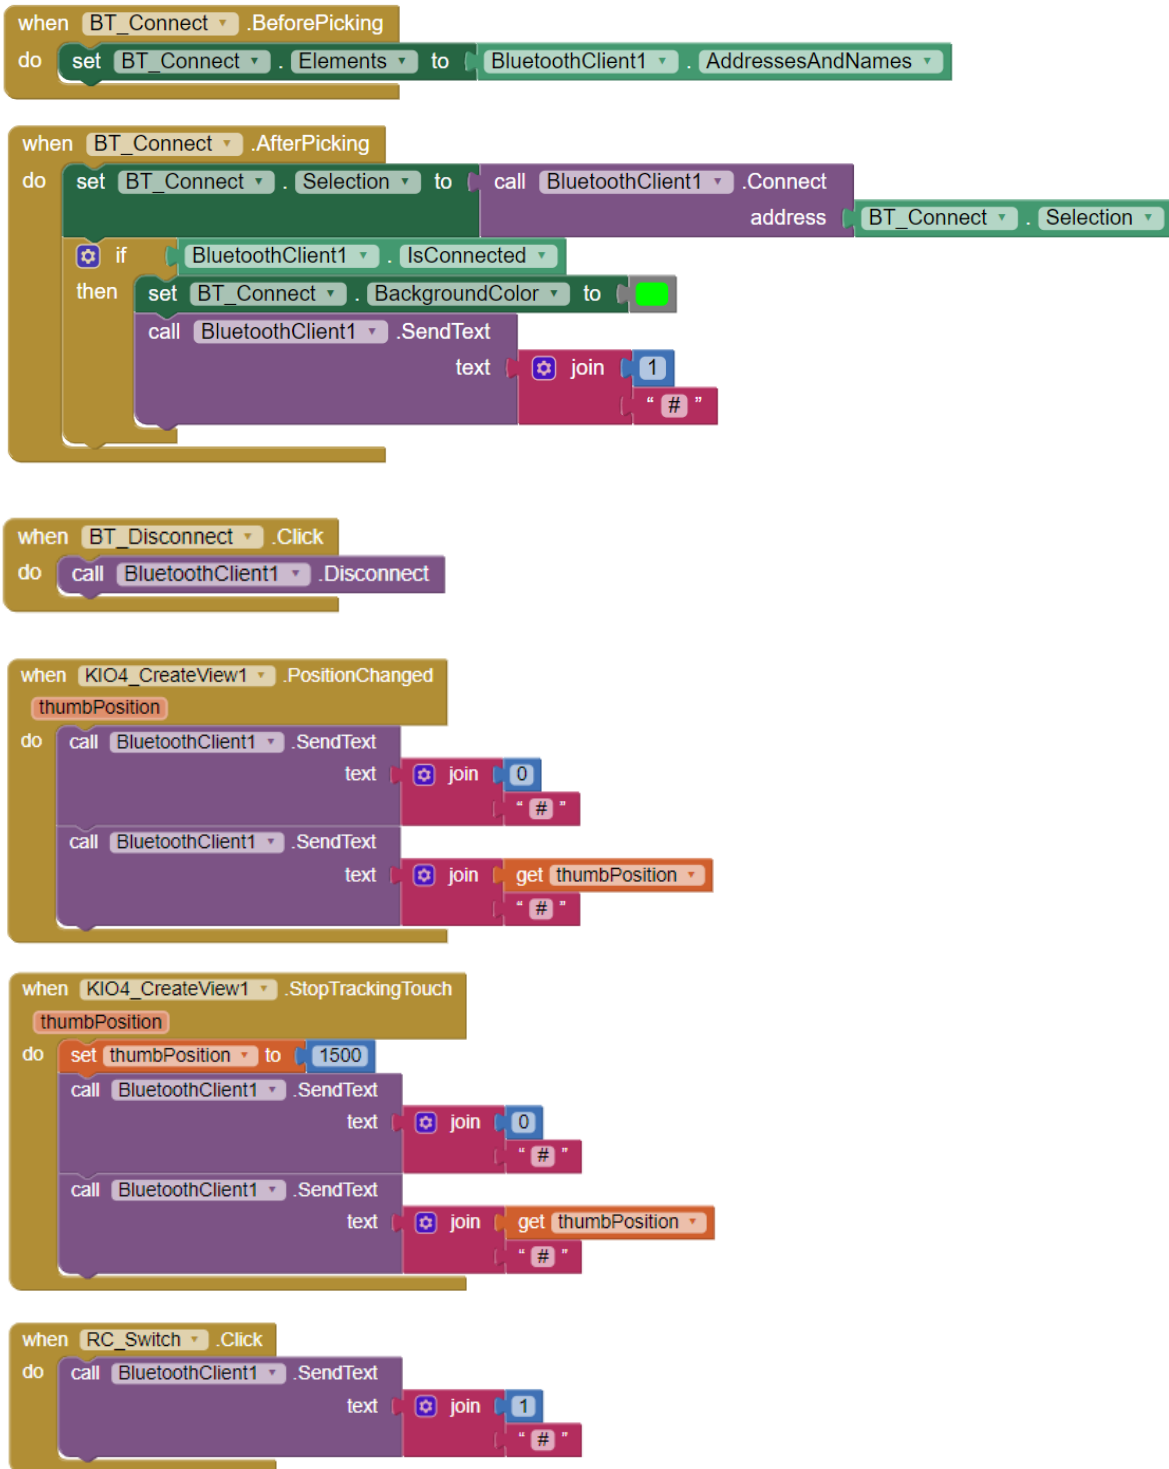 when BT_Connect .BeforePicking
do set BT_Connect . Elements to BluetoothClient1 . AddressesAndNames
when BT_Connect .AfterPicking
do set BT_Connect . Selection to call BluetoothClient1 .Connect
address BT_Connect . Selection
if BluetoothClient1 . IsConnected
then set BT_Connect . BackgroundColor to
call BluetoothClient1 .SendText
text join 1
“ # ”
when BT_Disconnect .Click
do call BluetoothClient1 .Disconnect
when KIO4_CreateView1 .PositionChanged
thumbPosition
do call BluetoothClient1 .SendText
text join 0
“ # ”
call BluetoothClient1 .SendText
text join get thumbPosition
“ # ”
when KIO4_CreateView1 .StopTrackingTouch
thumbPosition
do set thumbPosition to 1500
call BluetoothClient1 .SendText
text join 0
“ # ”
call BluetoothClient1 .SendText
text join get thumbPosition
“ # ”
when RC_Switch .Click
do call BluetoothClient1 .SendText
text join 1
“ # ”